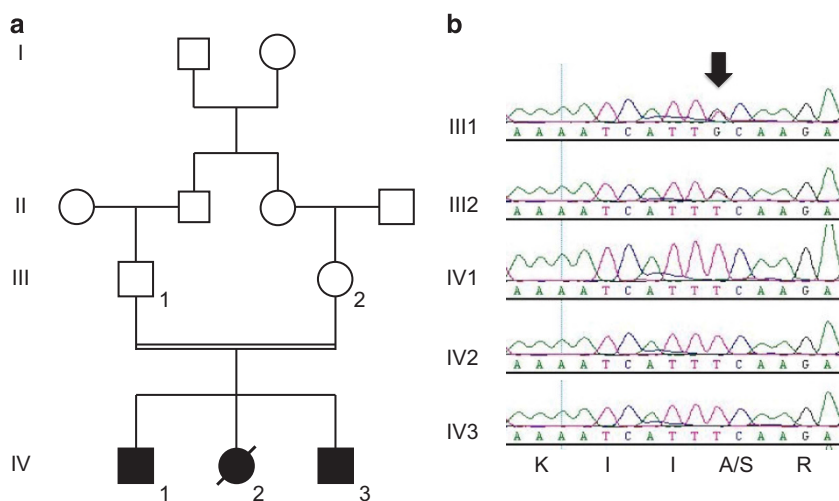 a
I
II
III
1
2
IV
1
2
3
b
III1
A A A A T C A T T G C A A G A
III2
A A A A T C A T T T C A A G A
IV1
A A A A T C A T T T C A A G A
IV2
A A A A T C A T T T C A A G A
IV3
A A A A T C A T T T C A A G A
K I I A/S R